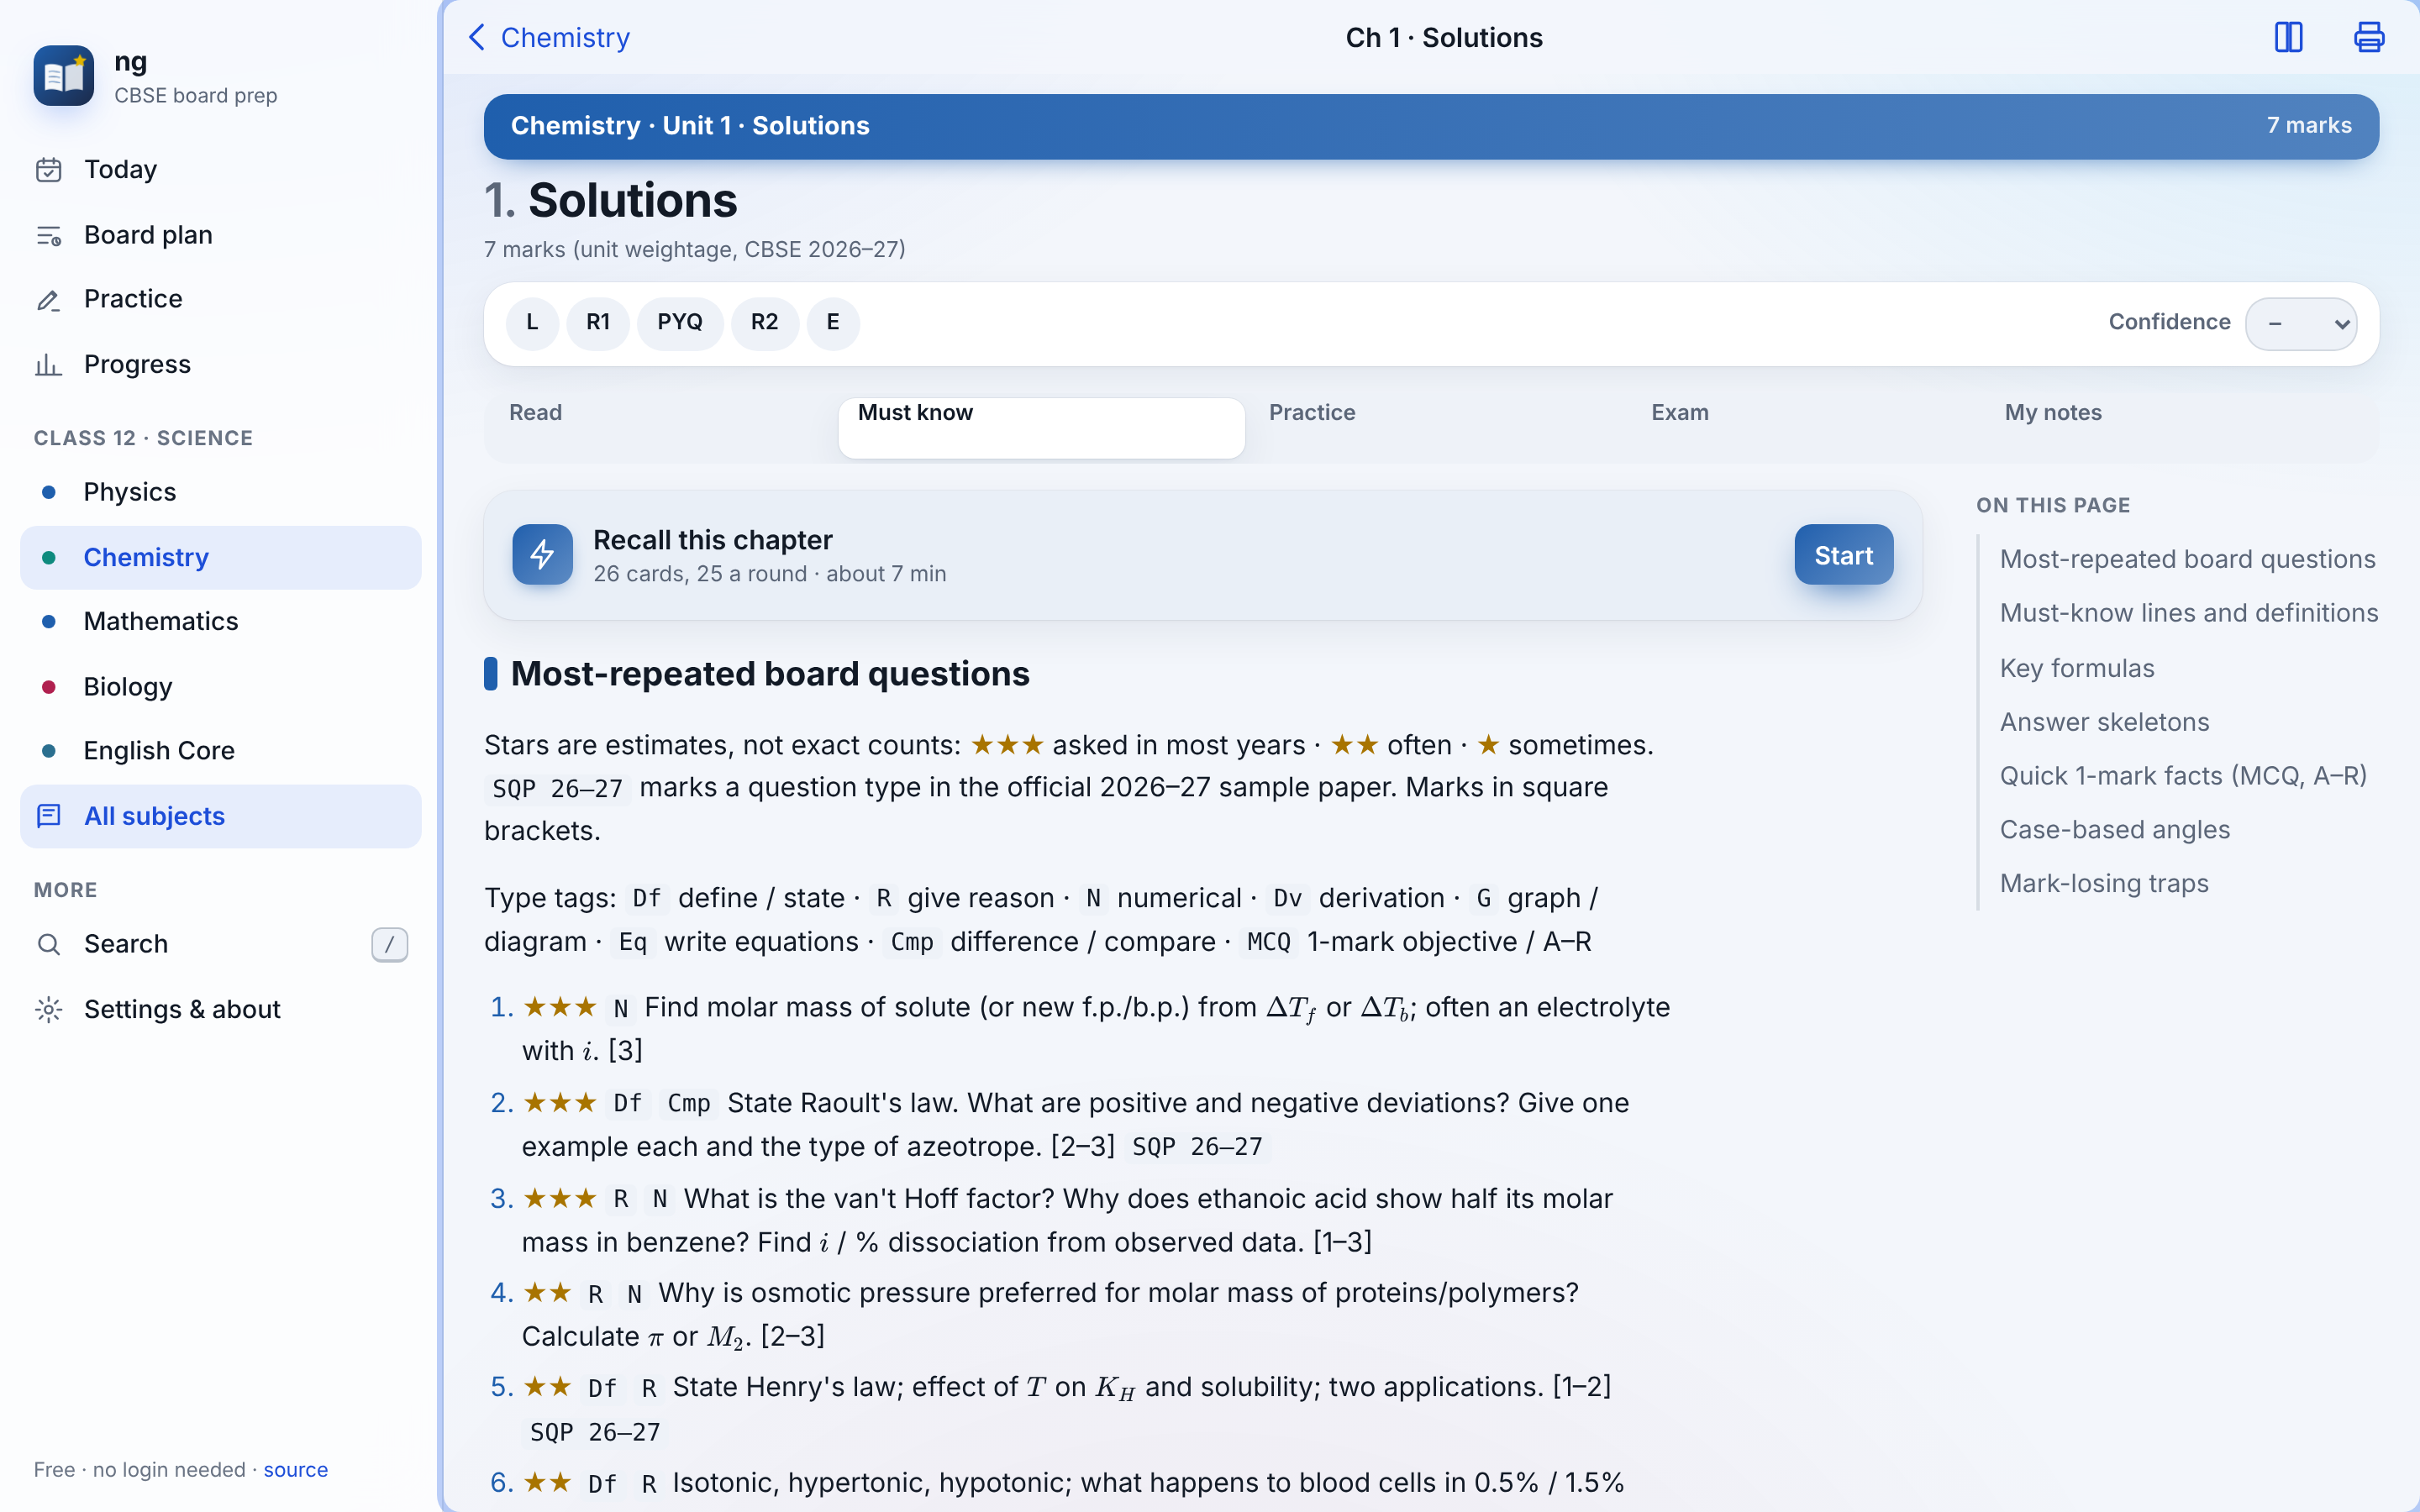 ng
CBSE board prep
Today
Board plan
Practice
Progress
CLASS 12 · SCIENCE
Physics
Chemistry
Mathematics
Biology
English Core
All subjects
MORE
Search /
Settings & about
Free · no login needed · source
Chemistry
Ch 1 · Solutions
Chemistry · Unit 1 · Solutions 7 marks
1. Solutions
7 marks (unit weightage, CBSE 2026–27)
L R1 PYQ R2 E Confidence –
Read Must know Practice Exam My notes
Recall this chapter
26 cards, 25 a round · about 7 min
Start
Most-repeated board questions
Stars are estimates, not exact counts: ★★★ asked in most years · ★★ often · ★ sometimes.
SQP 26–27 marks a question type in the official 2026–27 sample paper. Marks in square
brackets.
Type tags: Df define / state · R give reason · N numerical · Dv derivation · G graph /
diagram · Eq write equations · Cmp difference / compare · MCQ 1-mark objective / A–R
1. ★★★ N Find molar mass of solute (or new f.p./b.p.) from ΔT_f or ΔT_b; often an electrolyte
with i. [3]
2. ★★★ Df Cmp State Raoult's law. What are positive and negative deviations? Give one
example each and the type of azeotrope. [2–3] SQP 26–27
3. ★★★ R N What is the van't Hoff factor? Why does ethanoic acid show half its molar
mass in benzene? Find i / % dissociation from observed data. [1–3]
4. ★★ R N Why is osmotic pressure preferred for molar mass of proteins/polymers?
Calculate π or M₂. [2–3]
5. ★★ Df R State Henry's law; effect of T on K_H and solubility; two applications. [1–2]
SQP 26–27
6. ★★ Df R Isotonic, hypertonic, hypotonic; what happens to blood cells in 0.5% / 1.5%
ON THIS PAGE
Most-repeated board questions
Must-know lines and definitions
Key formulas
Answer skeletons
Quick 1-mark facts (MCQ, A–R)
Case-based angles
Mark-losing traps